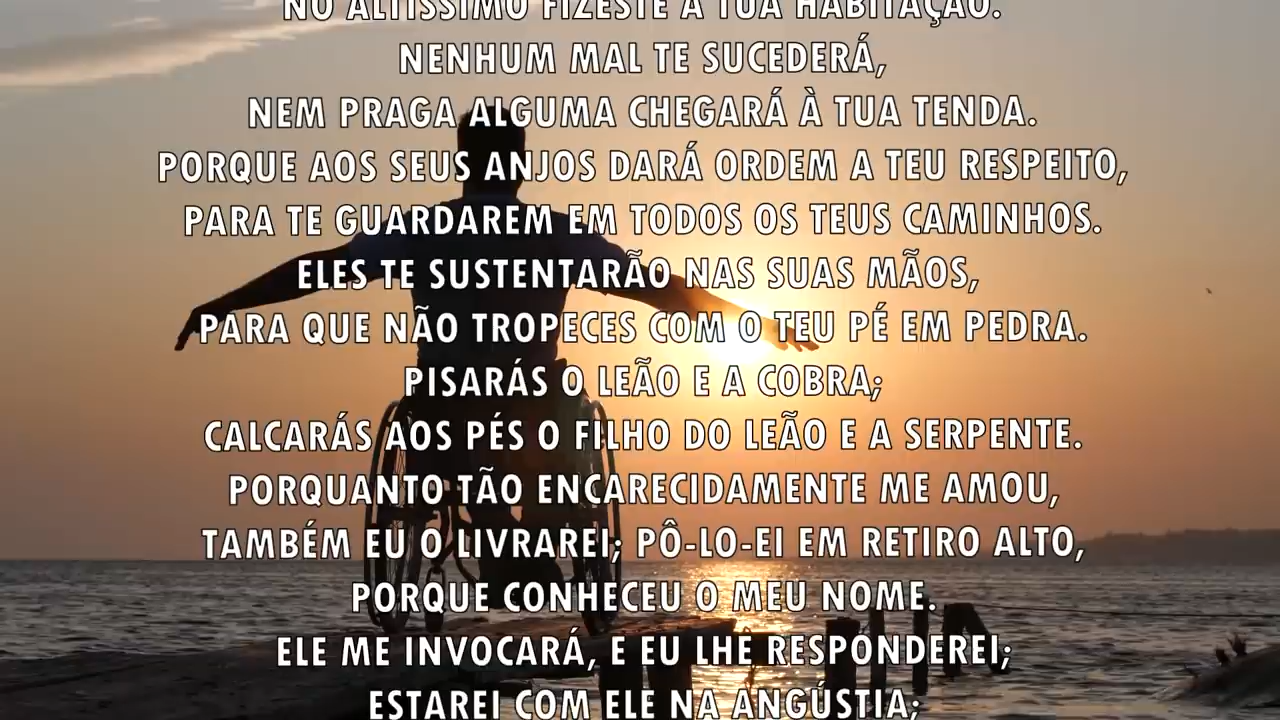 NO ALTÍSSIMO FIZESTE A TUA HABITAÇÃO.
NENHUM MAL TE SUCEDERÁ,
NEM PRAGA ALGUMA CHEGARÁ À TUA TENDA.
PORQUE AOS SEUS ANJOS DARÁ ORDEM A TEU RESPEITO,
PARA TE GUARDAREM EM TODOS OS TEUS CAMINHOS.
ELES TE SUSTENTARÃO NAS SUAS MÃOS,
PARA QUE NÃO TROPECES COM O TEU PÉ EM PEDRA.
PISARÁS O LEÃO E A COBRA;
CALCARÁS AOS PÉS O FILHO DO LEÃO E A SERPENTE.
PORQUANTO TÃO ENCARECIDAMENTE ME AMOU,
TAMBÉM EU O LIVRAREI; PÔ-LO-EI EM RETIRO ALTO,
PORQUE CONHECEU O MEU NOME.
ELE ME INVOCARÁ, E EU LHE RESPONDEREI;
ESTAREI COM ELE NA ANGÚSTIA;